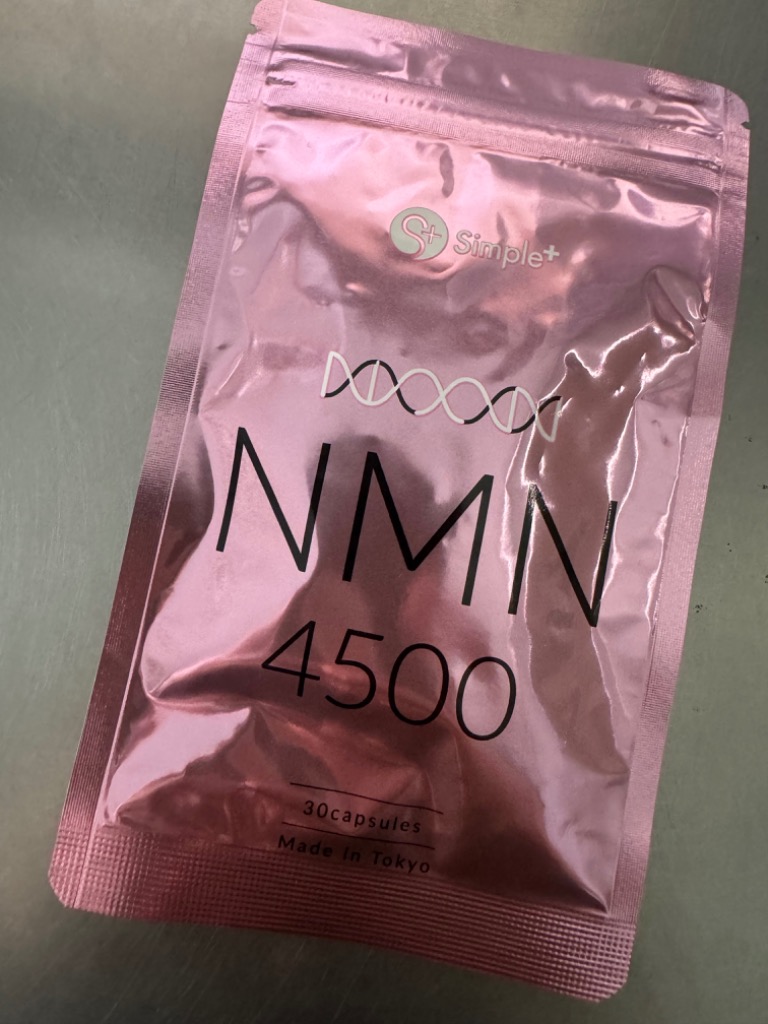 S+ Simple+
NMN
4500
30capsules
Made In Tokyo